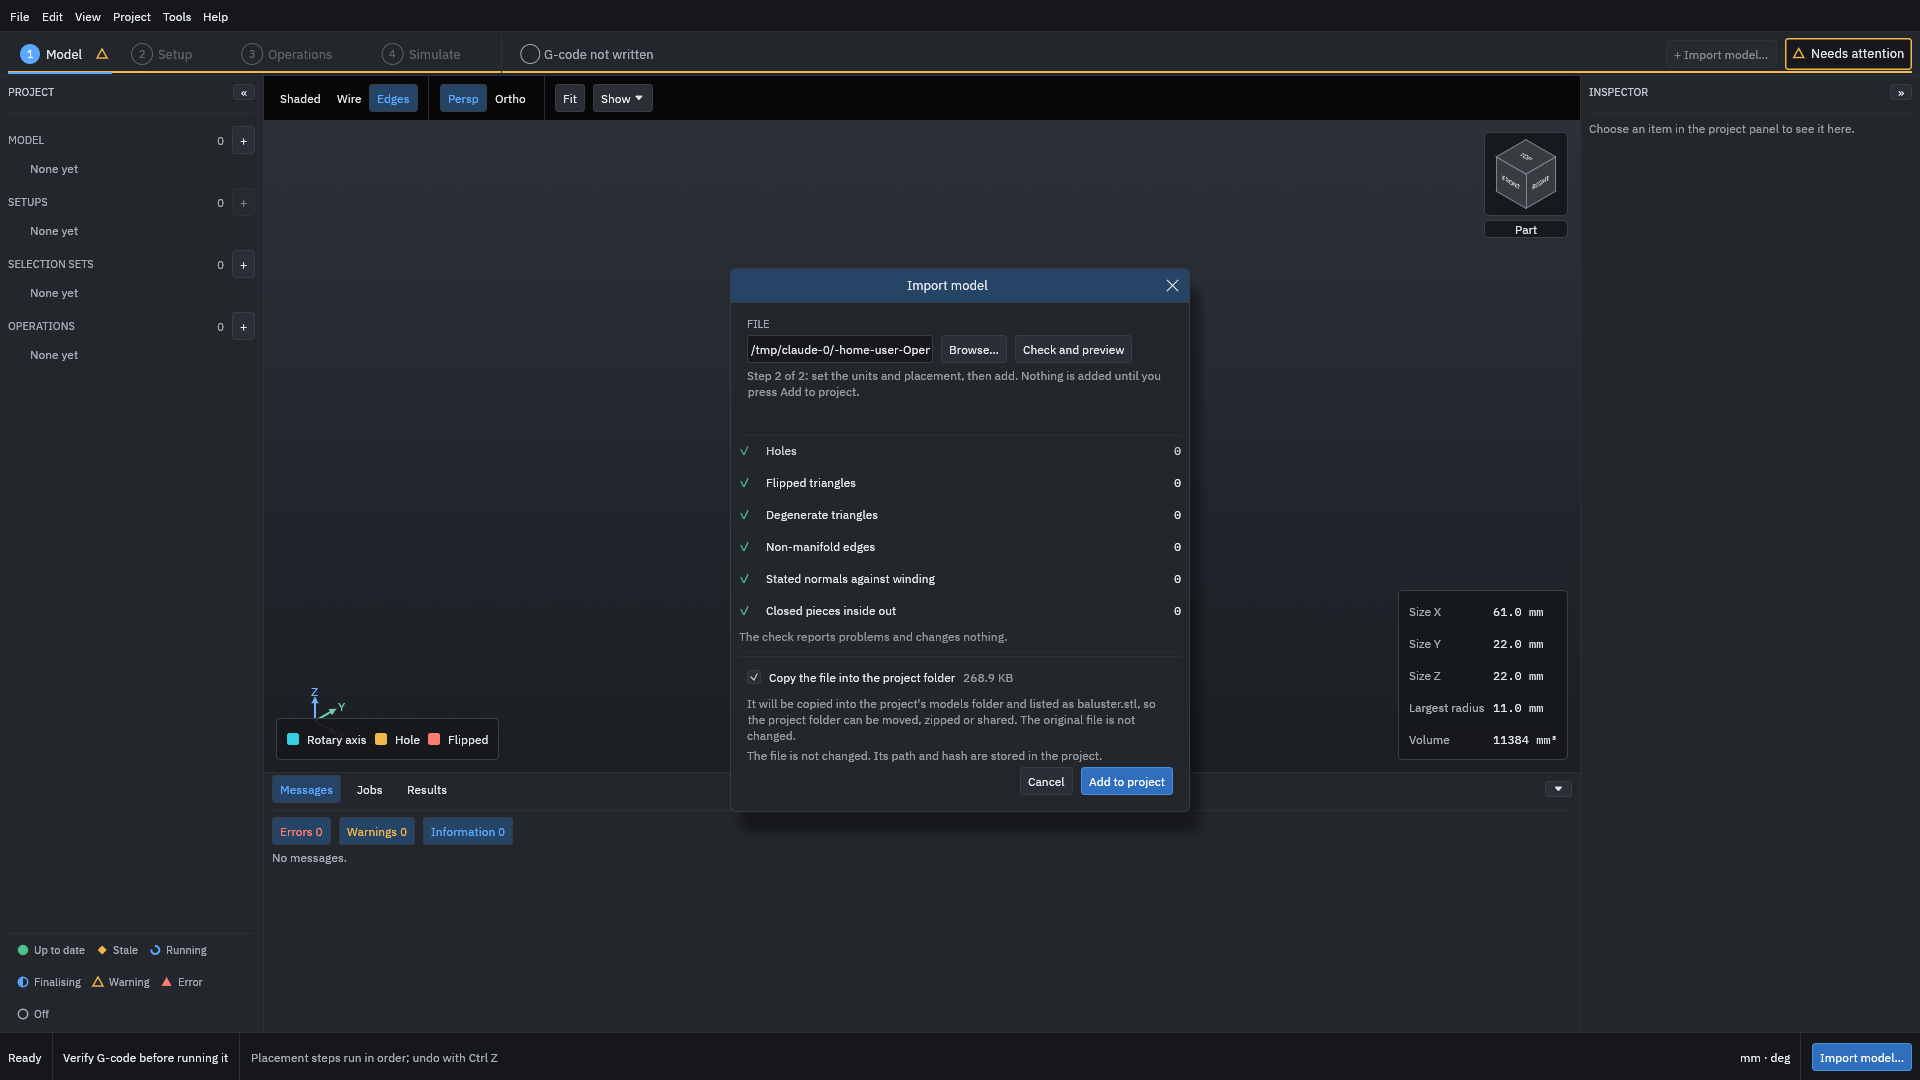 File Edit View Project Tools Help
1 Model 2 Setup 3 Operations 4 Simulate G-code not written + Import model... Needs attention
PROJECT «
MODEL 0 +
None yet
SETUPS 0 +
None yet
SELECTION SETS 0 +
None yet
OPERATIONS 0 +
None yet
Up to date Stale Running
Finalising Warning Error
Off
Shaded Wire Edges Persp Ortho Fit Show
TOP
FRONT RIGHT
Part
Z
Y
Rotary axis Hole Flipped
Import model
FILE
/tmp/claude-0/-home-user-Oper Browse... Check and preview
Step 2 of 2: set the units and placement, then add. Nothing is added until you
press Add to project.
Holes 0
Flipped triangles 0
Degenerate triangles 0
Non-manifold edges 0
Stated normals against winding 0
Closed pieces inside out 0
The check reports problems and changes nothing.
Copy the file into the project folder 268.9 KB
It will be copied into the project's models folder and listed as baluster.stl, so
the project folder can be moved, zipped or shared. The original file is not
changed.
The file is not changed. Its path and hash are stored in the project.
Cancel Add to project
Size X 61.0 mm
Size Y 22.0 mm
Size Z 22.0 mm
Largest radius 11.0 mm
Volume 11384 mm³
Messages Jobs Results
Errors 0 Warnings 0 Information 0
No messages.
INSPECTOR »
Choose an item in the project panel to see it here.
Ready Verify G-code before running it Placement steps run in order; undo with Ctrl Z mm · deg Import model...